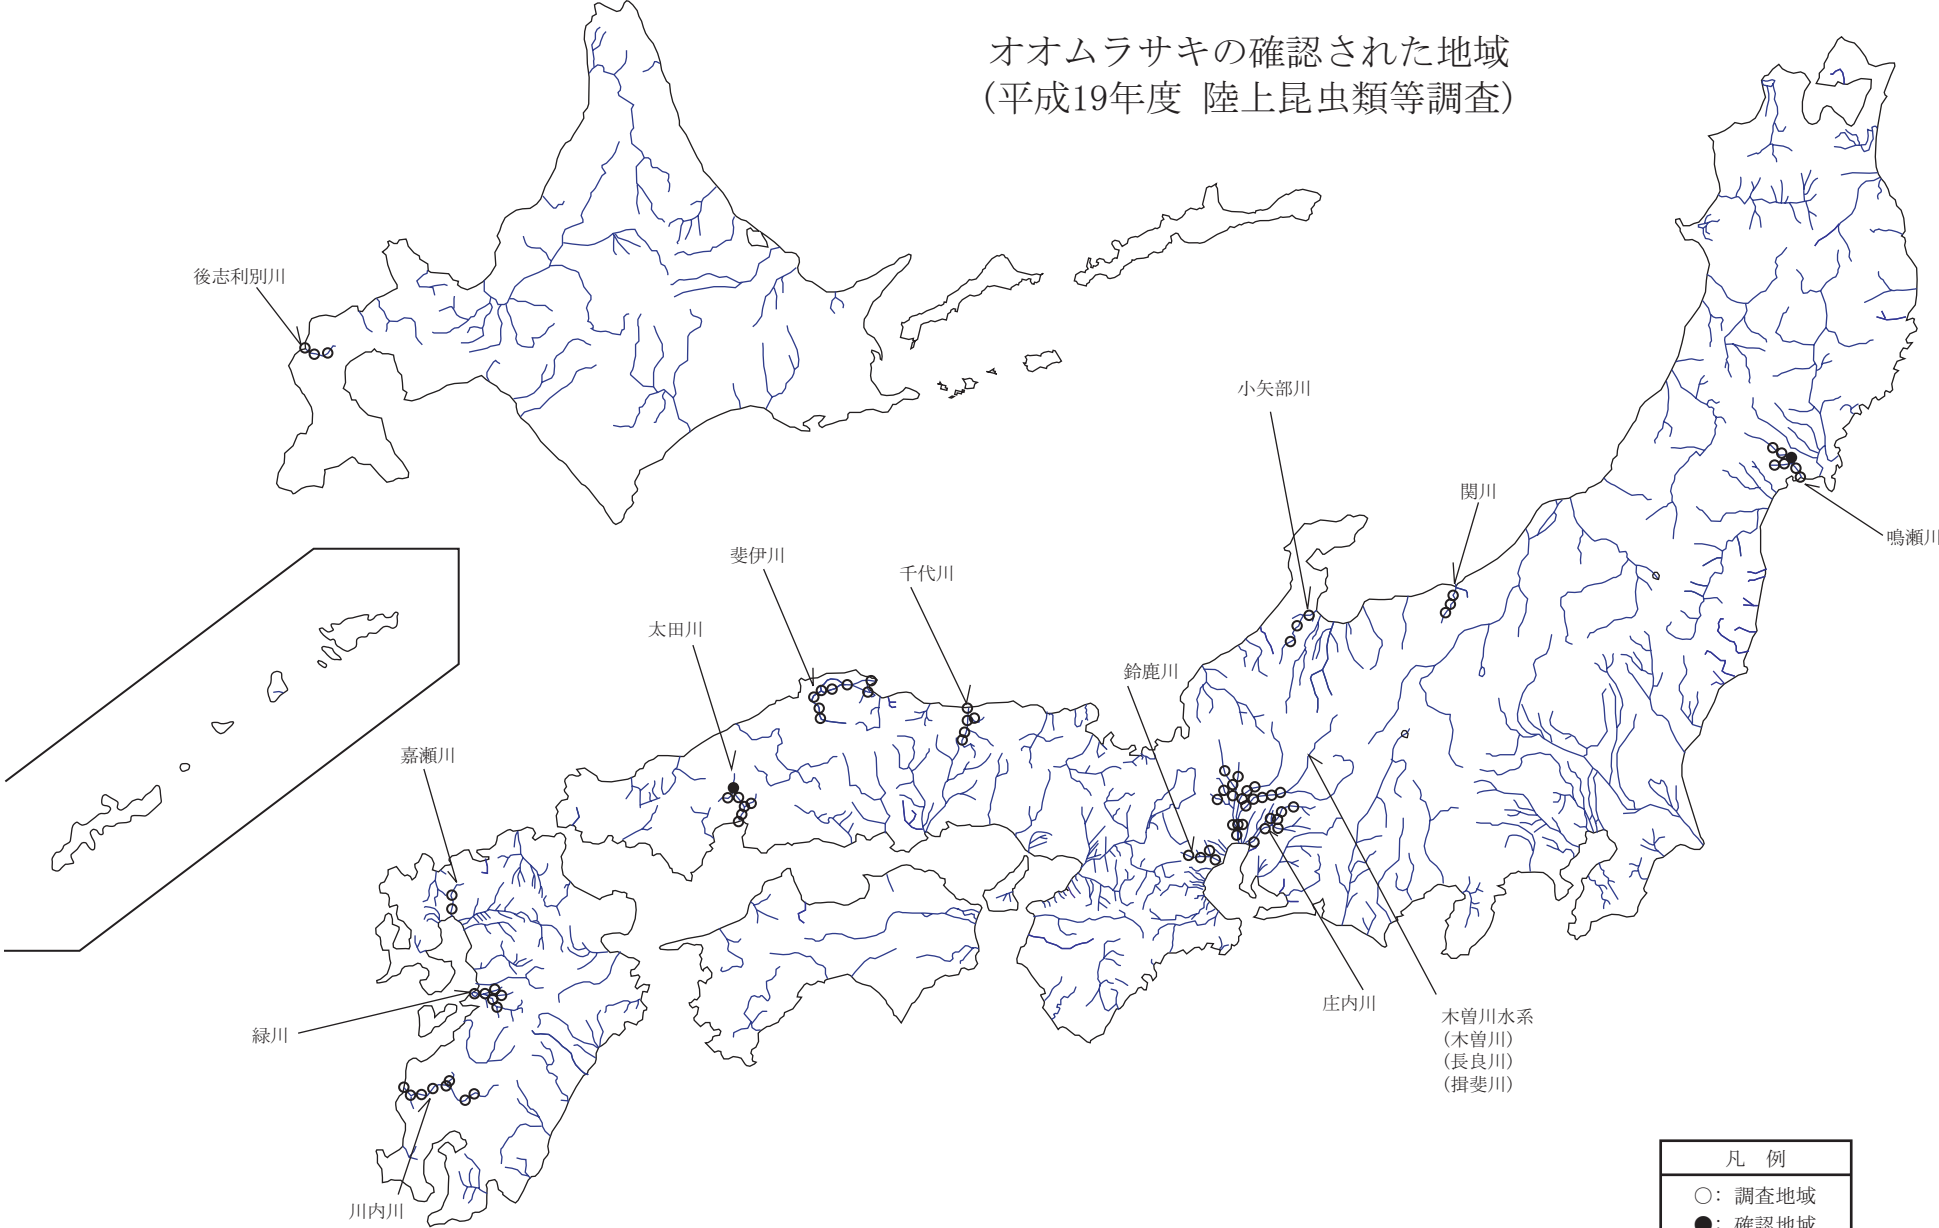 オオムラサキの確認された地域
(平成19年度 陸上昆虫類等調査)
後志利別川
小矢部川
関川
鳴瀬川
斐伊川
千代川
太田川
鈴鹿川
嘉瀬川
緑川
庄内川
木曽川水系
(木曽川)
(長良川)
(揖斐川)
川内川
凡 例
○: 調査地域
●: 確認地域